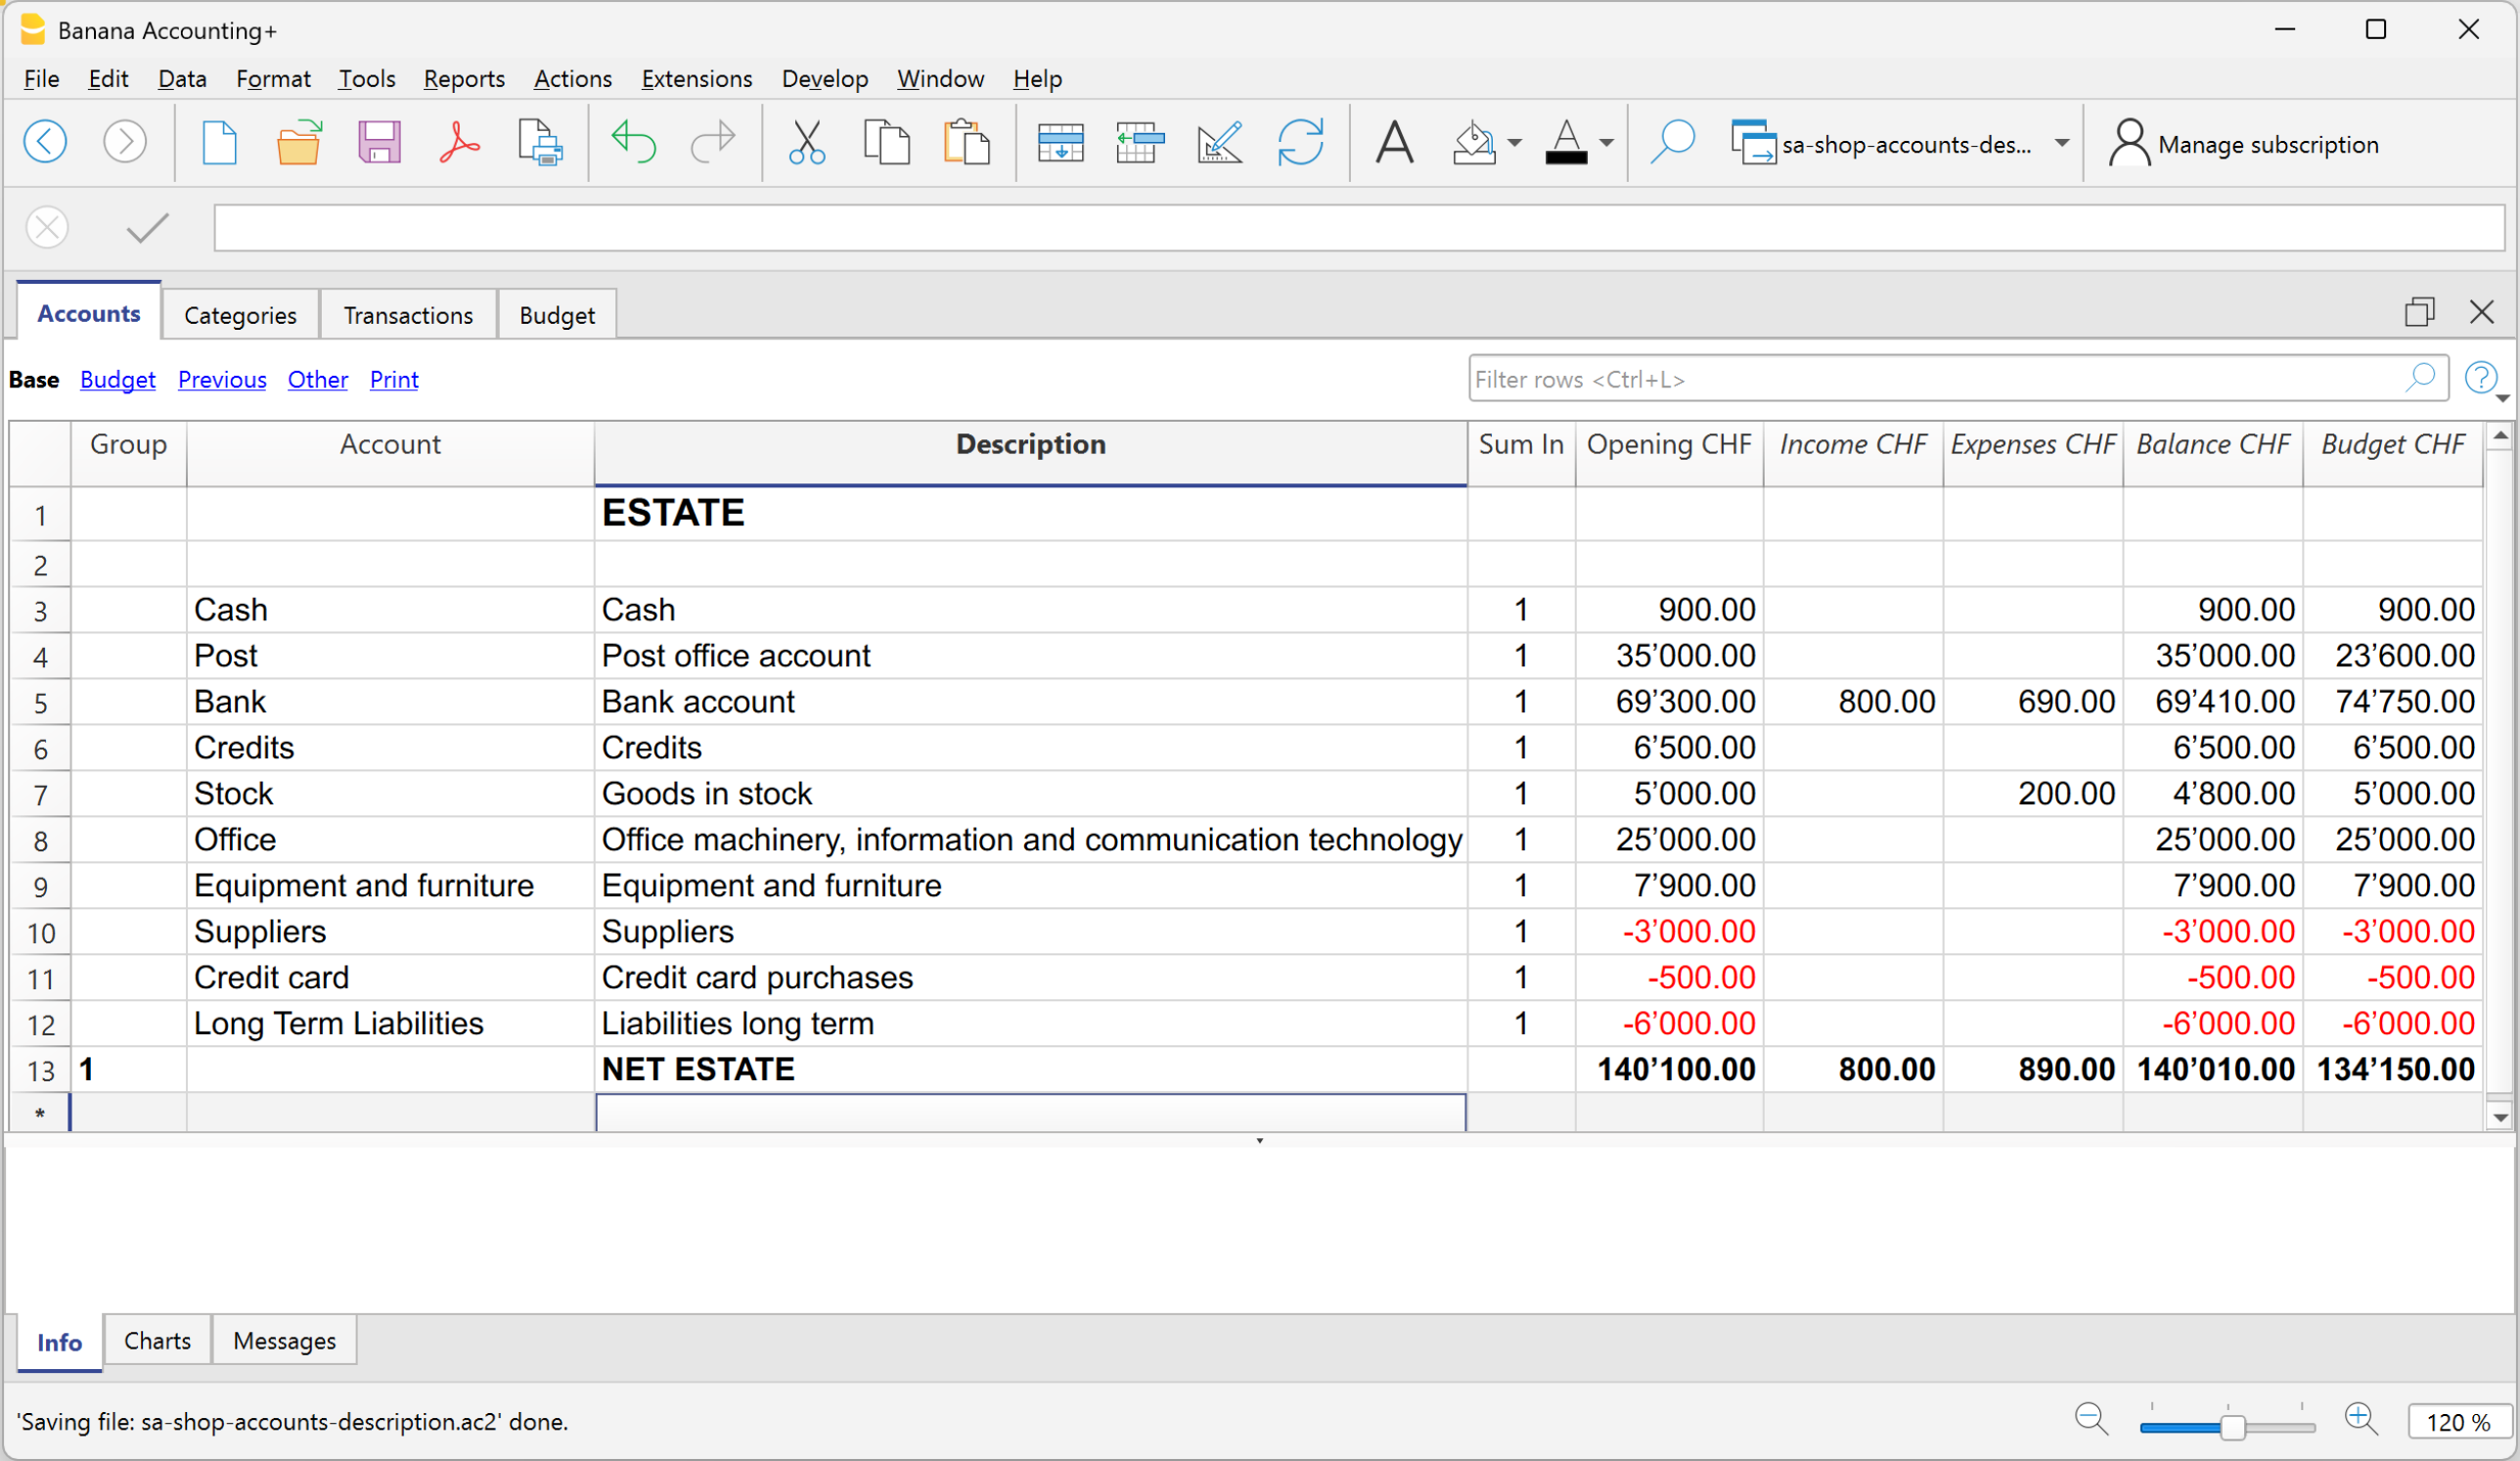 Banana Accounting+
File Edit Data Format Tools Reports Actions Extensions Develop Window Help
sa-shop-accounts-des... Manage subscription
Accounts Categories Transactions Budget
Base Budget Previous Other Print Filter rows <Ctrl+L>
Group Account Description Sum In Opening CHF Income CHF Expenses CHF Balance CHF Budget CHF
1 ESTATE
2
3 Cash Cash 1 900.00 900.00 900.00
4 Post Post office account 1 35’000.00 35’000.00 23’600.00
5 Bank Bank account 1 69’300.00 800.00 690.00 69’410.00 74’750.00
6 Credits Credits 1 6’500.00 6’500.00 6’500.00
7 Stock Goods in stock 1 5’000.00 200.00 4’800.00 5’000.00
8 Office Office machinery, information and communication technology 1 25’000.00 25’000.00 25’000.00
9 Equipment and furniture Equipment and furniture 1 7’900.00 7’900.00 7’900.00
10 Suppliers Suppliers 1 -3’000.00 -3’000.00 -3’000.00
11 Credit card Credit card purchases 1 -500.00 -500.00 -500.00
12 Long Term Liabilities Liabilities long term 1 -6’000.00 -6’000.00 -6’000.00
13 1 NET ESTATE 140’100.00 800.00 890.00 140’010.00 134’150.00
*
Info Charts Messages
'Saving file: sa-shop-accounts-description.ac2' done. 120 %